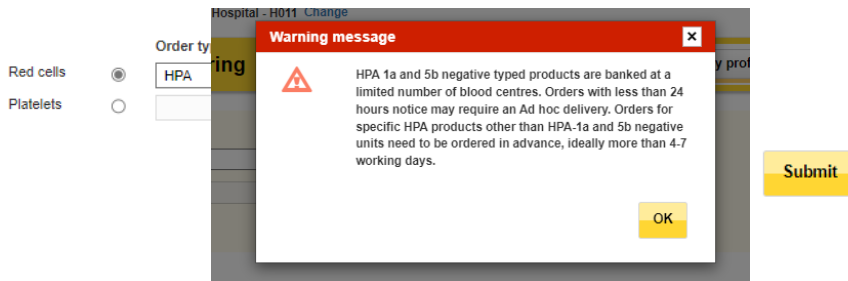 Hospital - H011 Change
Warning message
Order ty
ring
y prof
Red cells
HPA
Platelets
HPA 1a and 5b negative typed products are banked at a
limited number of blood centres. Orders with less than 24
hours notice may require an Ad hoc delivery. Orders for
specific HPA products other than HPA-1a and 5b negative
units need to be ordered in advance, ideally more than 4-7
working days.
Submit
OK